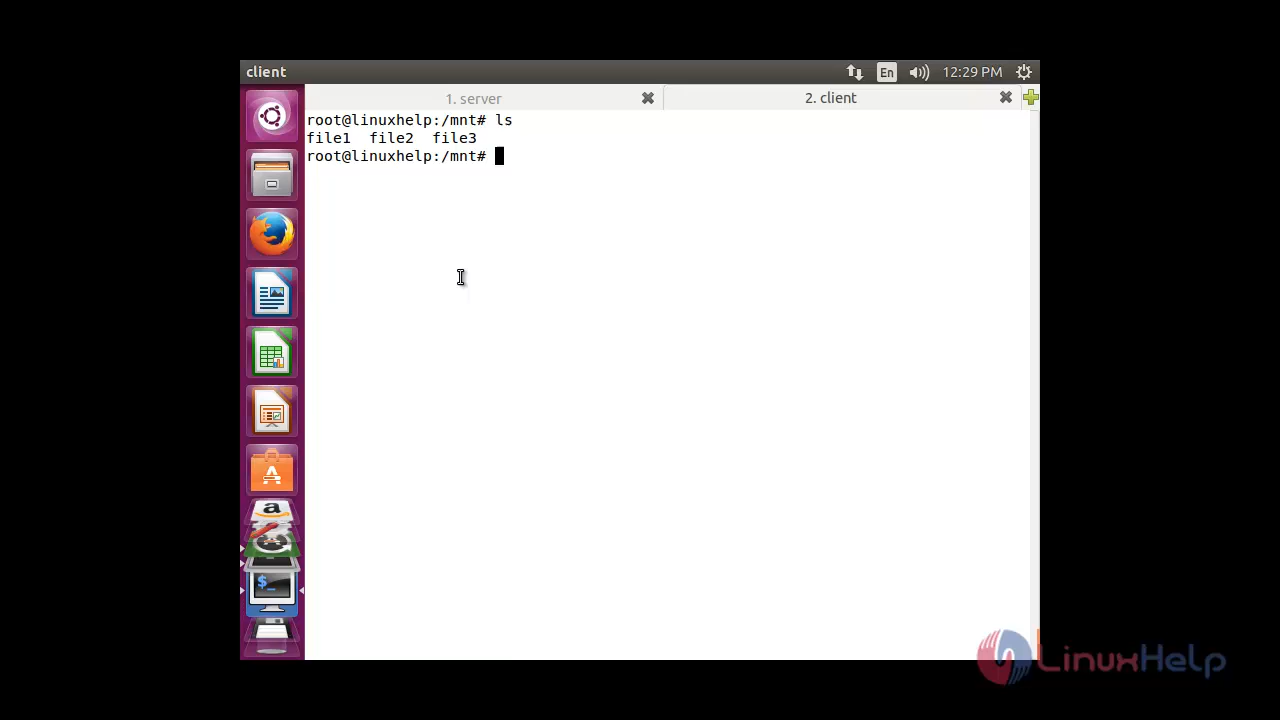 client
En
12:29 PM
1. server
2. client
root@linuxhelp:/mnt# ls
file1  file2  file3
root@linuxhelp:/mnt#
LinuxHelp